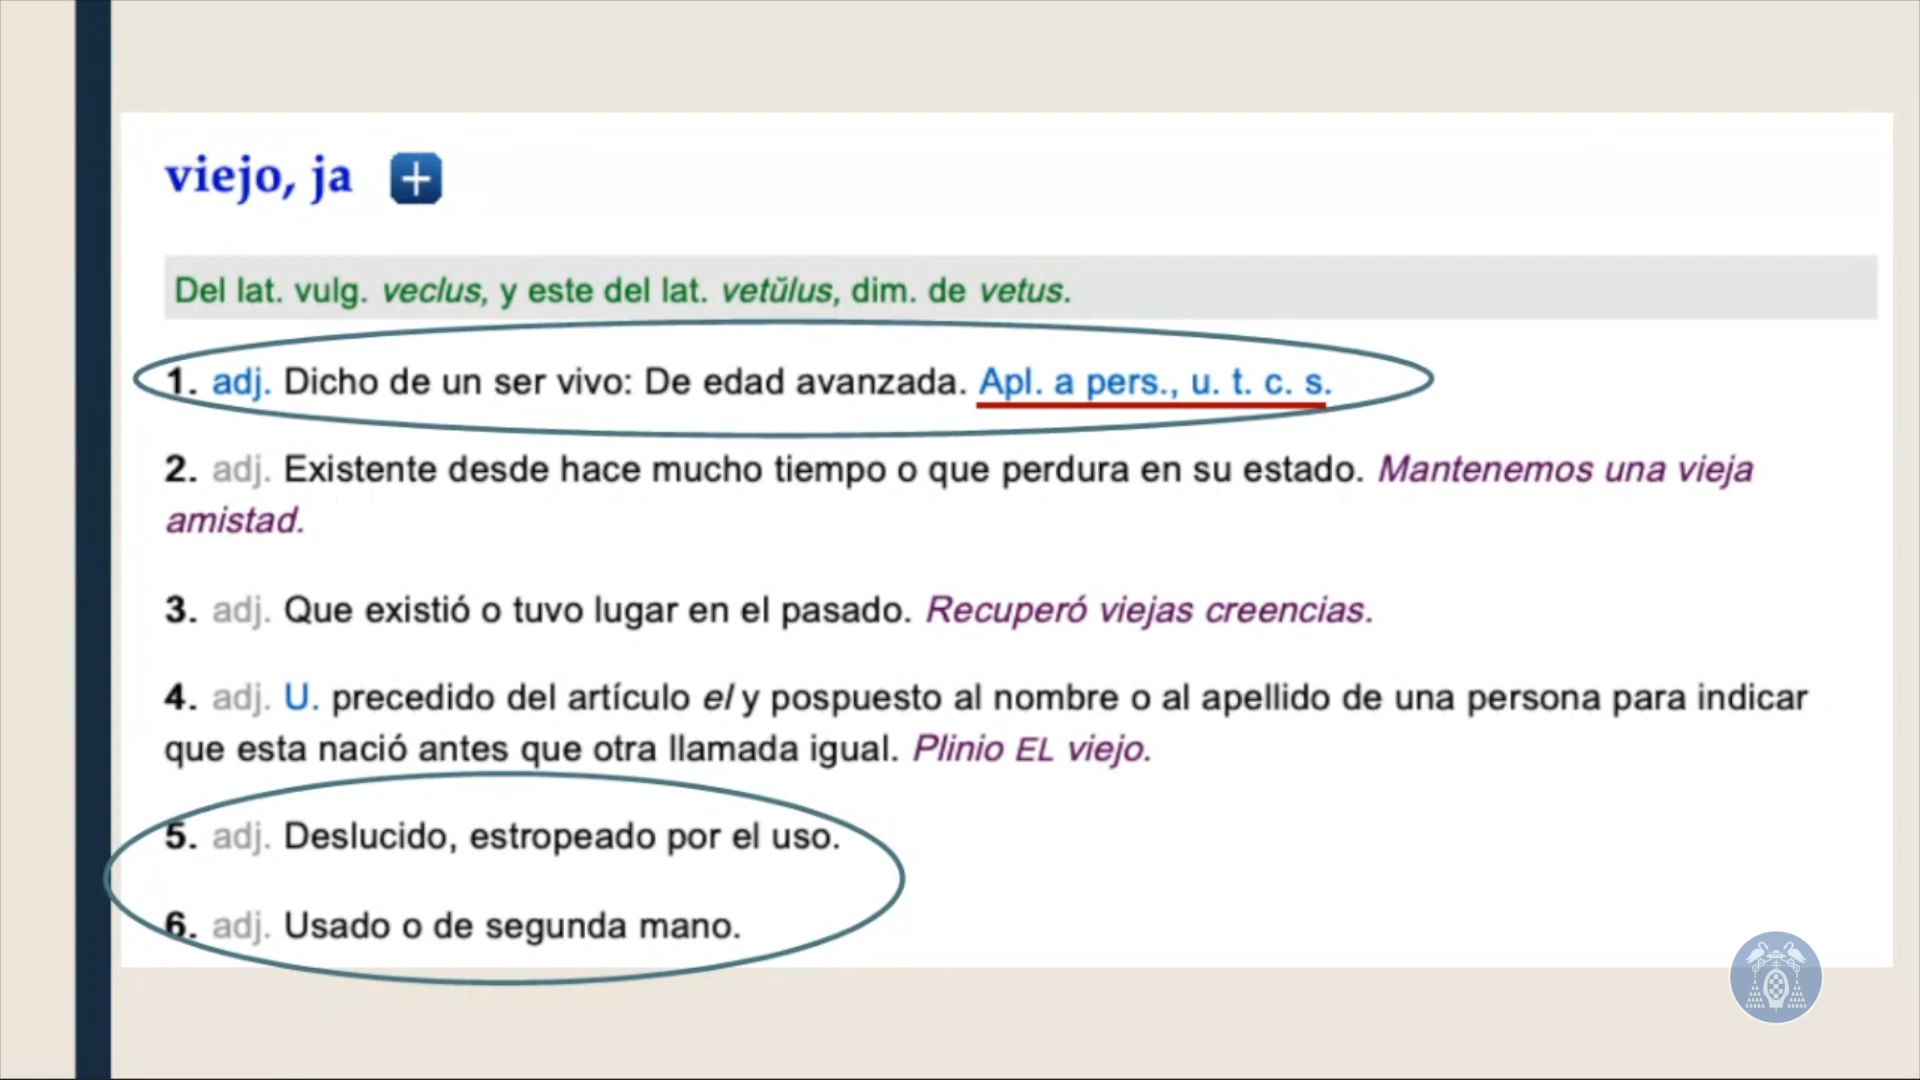 viejo, ja
Del lat. vulg. veclus, y este del lat. vetŭlus, dim. de vetus.
1. adj. Dicho de un ser vivo: De edad avanzada. Apl. a pers., u. t. c. s.
2. adj. Existente desde hace mucho tiempo o que perdura en su estado. Mantenemos una vieja
amistad.
3. adj. Que existió o tuvo lugar en el pasado. Recuperó viejas creencias.
4. adj. U. precedido del artículo el y pospuesto al nombre o al apellido de una persona para indicar
que esta nació antes que otra llamada igual. Plinio EL viejo.
5. adj. Deslucido, estropeado por el uso.
6. adj. Usado o de segunda mano.